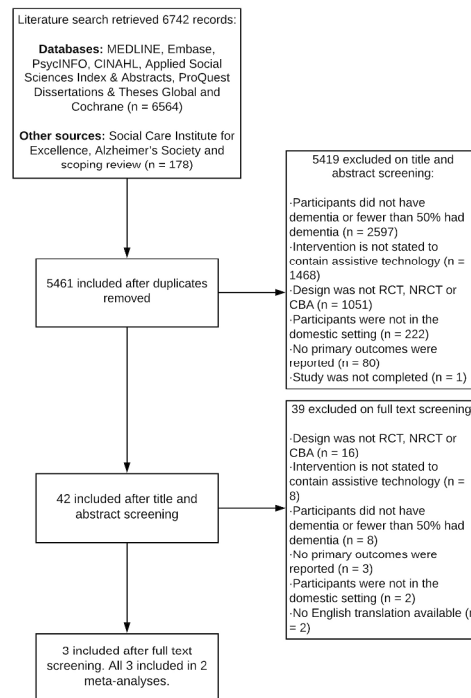 Literature search retrieved 6742 records:
Databases: MEDLINE, Embase,
PsycINFO, CINAHL, Applied Social
Sciences Index & Abstracts, ProQuest
Dissertations & Theses Global and
Cochrane (n = 6564)
Other sources: Social Care Institute for
Excellence, Alzheimer's Society and
scoping review (n = 178)
5419 excluded on title and
abstract screening:
·Participants did not have
dementia or fewer than 50% had
dementia (n = 2597)
·Intervention is not stated to
contain assistive technology (n =
1468)
·Design was not RCT, NRCT or
CBA (n = 1051)
·Participants were not in the
domestic setting (n = 222)
·No primary outcomes were
reported (n = 80)
·Study was not completed (n = 1)
5461 included after duplicates
removed
39 excluded on full text screening
·Design was not RCT, NRCT or
CBA (n = 16)
·Intervention is not stated to
contain assistive technology (n =
8)
·Participants did not have
dementia or fewer than 50% had
dementia (n = 8)
·No primary outcomes were
reported (n = 3)
·Participants were not in the
domestic setting (n = 2)
·No English translation available (n
= 2)
42 included after title and
abstract screening
3 included after full text
screening. All 3 included in 2
meta-analyses.